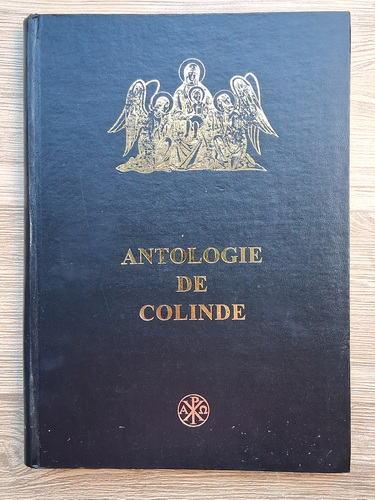 ANTOLOGIE
DE
COLINDE
Α Ρ Ω